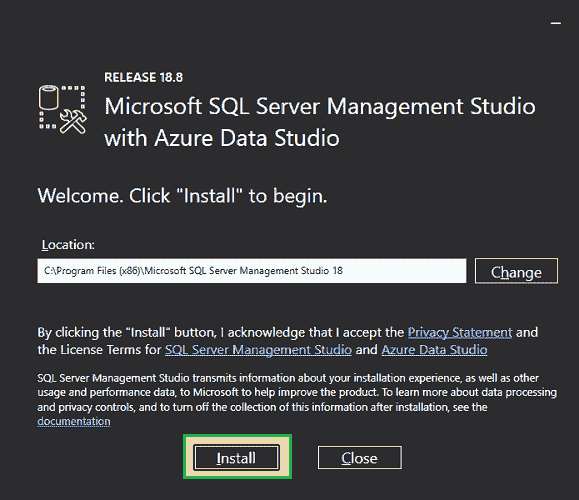 RELEASE 18.8
Microsoft SQL Server Management Studio
with Azure Data Studio
Welcome. Click "Install" to begin.
Location:
C:\Program Files (x86)\Microsoft SQL Server Management Studio 18
Change
By clicking the "Install" button, I acknowledge that I accept the Privacy Statement and
the License Terms for SQL Server Management Studio and Azure Data Studio
SQL Server Management Studio transmits information about your installation experience, as well as other
usage and performance data, to Microsoft to help improve the product. To learn more about data processing
and privacy controls, and to turn off the collection of this information after installation, see the
documentation
Install
Close